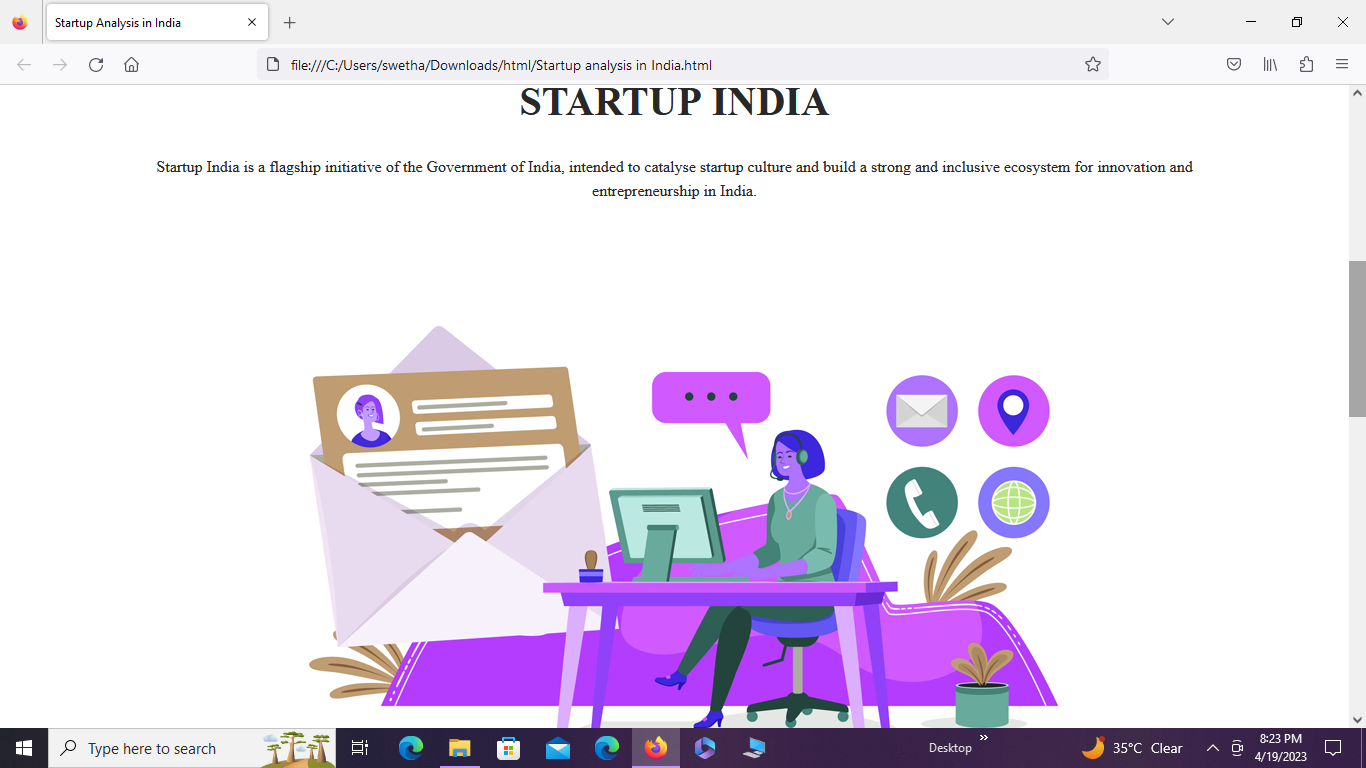 Startup Analysis in India
file:///C:/Users/swetha/Downloads/html/Startup analysis in India.html
STARTUP INDIA
Startup India is a flagship initiative of the Government of India, intended to catalyse startup culture and build a strong and inclusive ecosystem for innovation and
entrepreneurship in India.
Type here to search
Desktop
35°C Clear
8:23 PM
4/19/2023